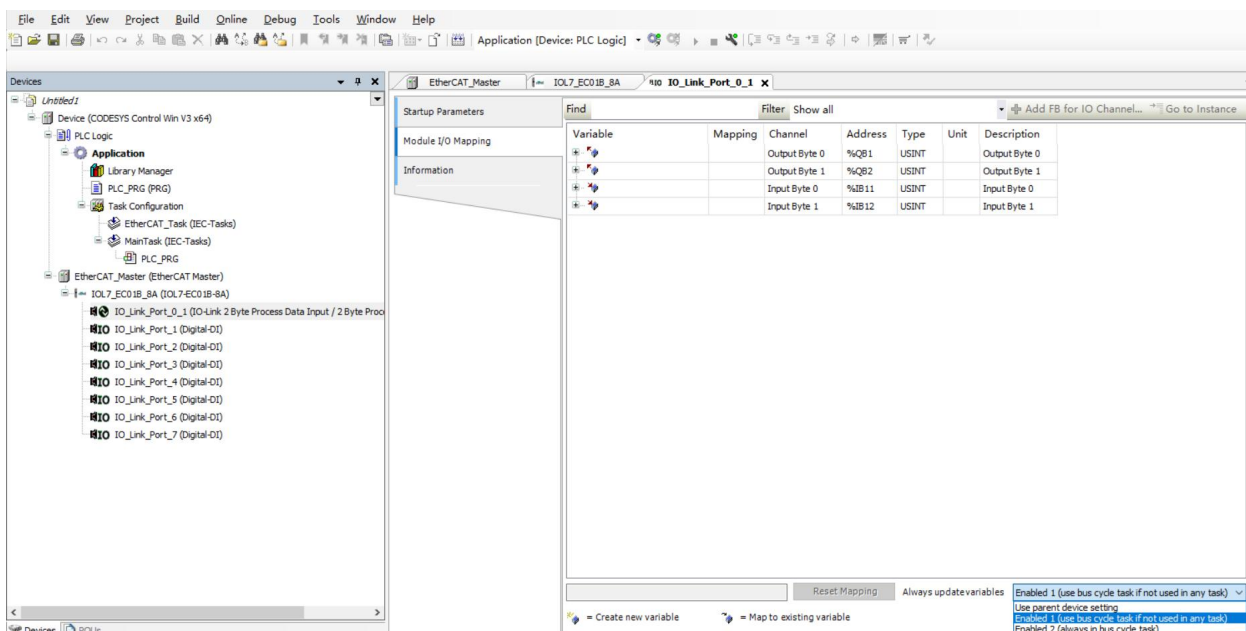 File Edit View Project Build Online Debug Tools Window Help
Application [Device: PLC Logic]
Devices
EtherCAT_Master
IOL7_EC01B_8A
IO_Link_Port_0_1
Untitled1
Device (CODESYS Control Win V3 x64)
PLC Logic
Application
Library Manager
PLC_PRG (PRG)
Task Configuration
EtherCAT_Task (IEC-Tasks)
MainTask (IEC-Tasks)
PLC_PRG
EtherCAT_Master (EtherCAT Master)
IOL7_EC01B_8A (IOL7-EC01B-8A)
IO_Link_Port_0_1 (IO-Link 2 Byte Process Data Input / 2 Byte Proc
IO IO_Link_Port_1 (Digital-DI)
IO IO_Link_Port_2 (Digital-DI)
IO IO_Link_Port_3 (Digital-DI)
IO IO_Link_Port_4 (Digital-DI)
IO IO_Link_Port_5 (Digital-DI)
IO IO_Link_Port_6 (Digital-DI)
IO IO_Link_Port_7 (Digital-DI)
Startup Parameters
Module I/O Mapping
Information
Find Filter Show all Add FB for IO Channel... Go to Instance
Variable Mapping Channel Address Type Unit Description
Output Byte 0 %QB1 USINT Output Byte 0
Output Byte 1 %QB2 USINT Output Byte 1
Input Byte 0 %IB11 USINT Input Byte 0
Input Byte 1 %IB12 USINT Input Byte 1
Reset Mapping Always update variables Enabled 1 (use bus cycle task if not used in any task)
Use parent device setting
Enabled 1 (use bus cycle task if not used in any task)
Enabled 2 (always in bus cycle task)
= Create new variable = Map to existing variable
Devices POUs